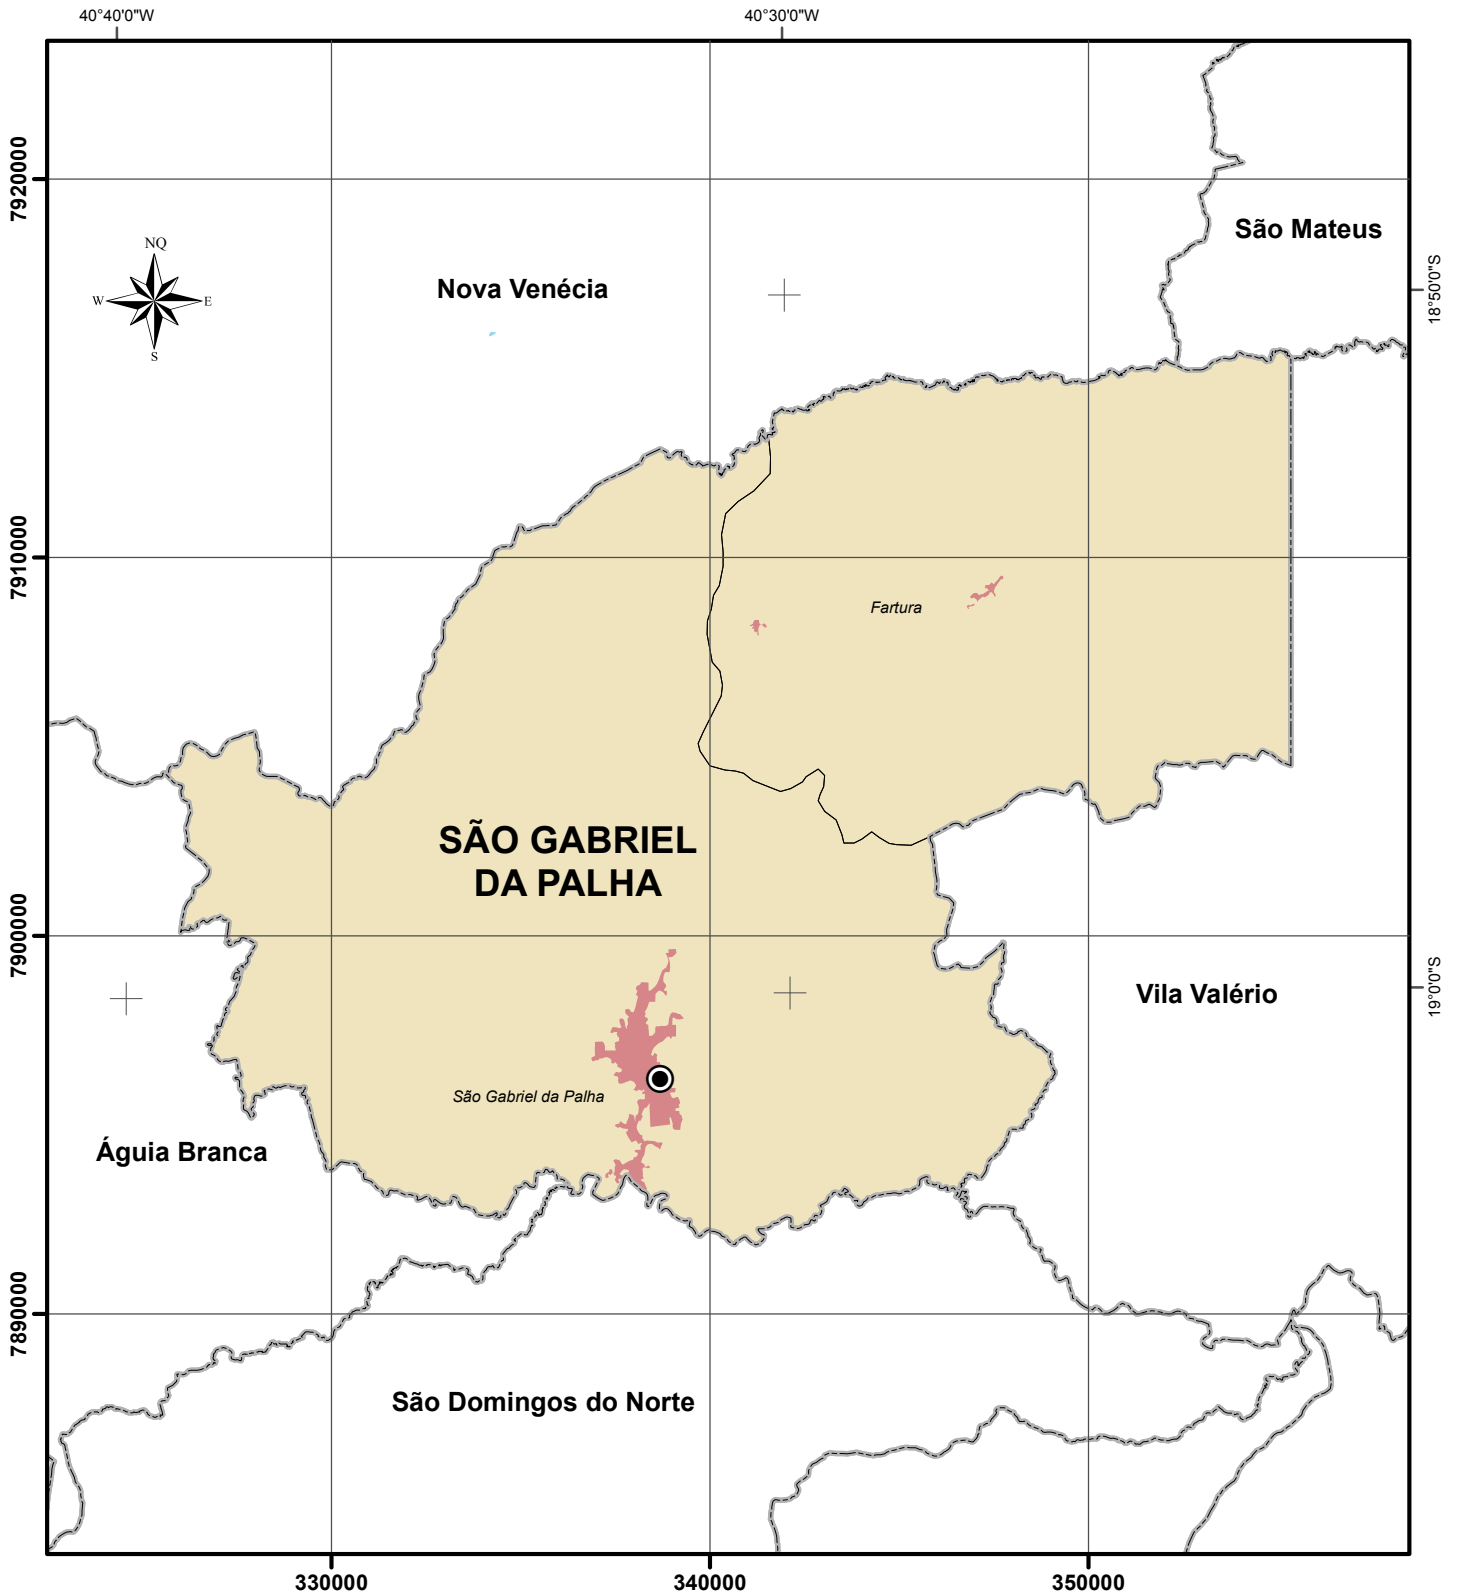 40°40'0"W
40°30'0"W
7920000
São Mateus
NQ
W
E
S
Nova Venécia
18°50'0"S
7910000
Fartura
SÃO GABRIEL
DA PALHA
7900000
Vila Valério
19°0'0"S
São Gabriel da Palha
Águia Branca
7890000
São Domingos do Norte
330000
340000
350000